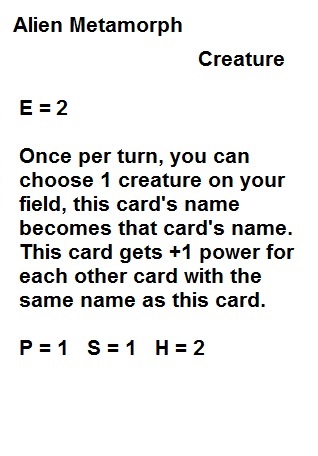 Alien Metamorph
Creature
E = 2
Once per turn, you can
choose 1 creature on your
field, this card's name
becomes that card's name.
This card gets +1 power for
each other card with the
same name as this card.
P = 1 S = 1 H = 2